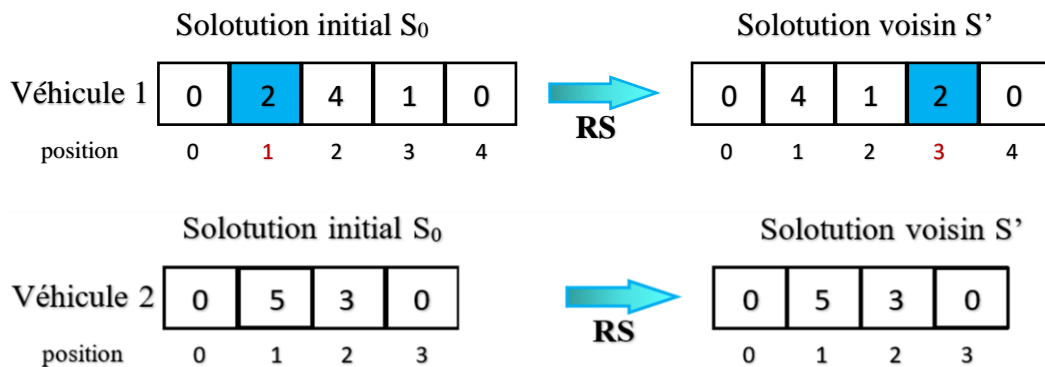 Solotution initial S₀ Solotution voisin S’
Véhicule 1 0 2 4 1 0 RS 0 4 1 2 0
position 0 1 2 3 4 0 1 2 3 4
Solotution initial S₀ Solotution voisin S’
Véhicule 2 0 5 3 0 RS 0 5 3 0
position 0 1 2 3 0 1 2 3